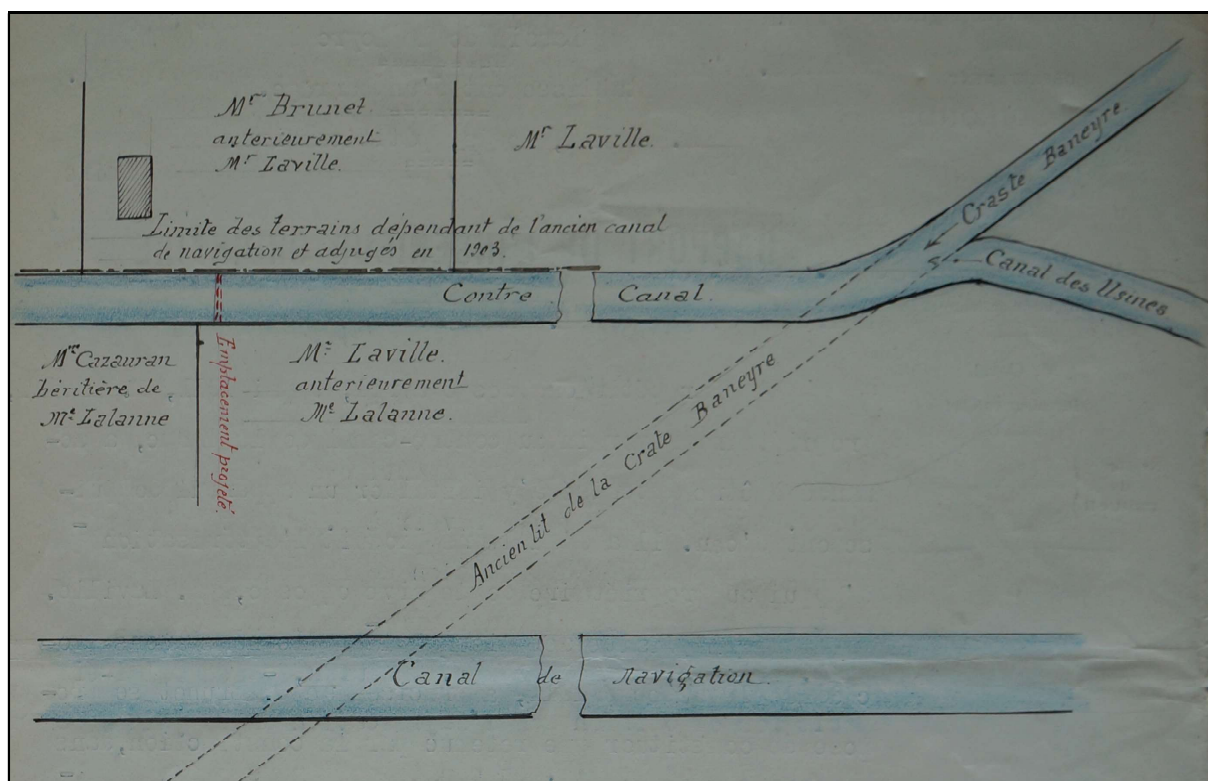 Mr Brunet.
anterieurement
Mr Laville.
Mr Laville.
Limite des terrains dépendant de l'ancien canal
de navigation et adjugés en 1903.
Craste Baneyre
Canal des Usines
Contre Canal.
Emplacement projeté.
Mme Cazauran
héritière de
Mr Lalanne
Mr Laville.
anterieurement
Mr Lalanne.
Ancien lit de la Crate Baneyre
Canal de Navigation.